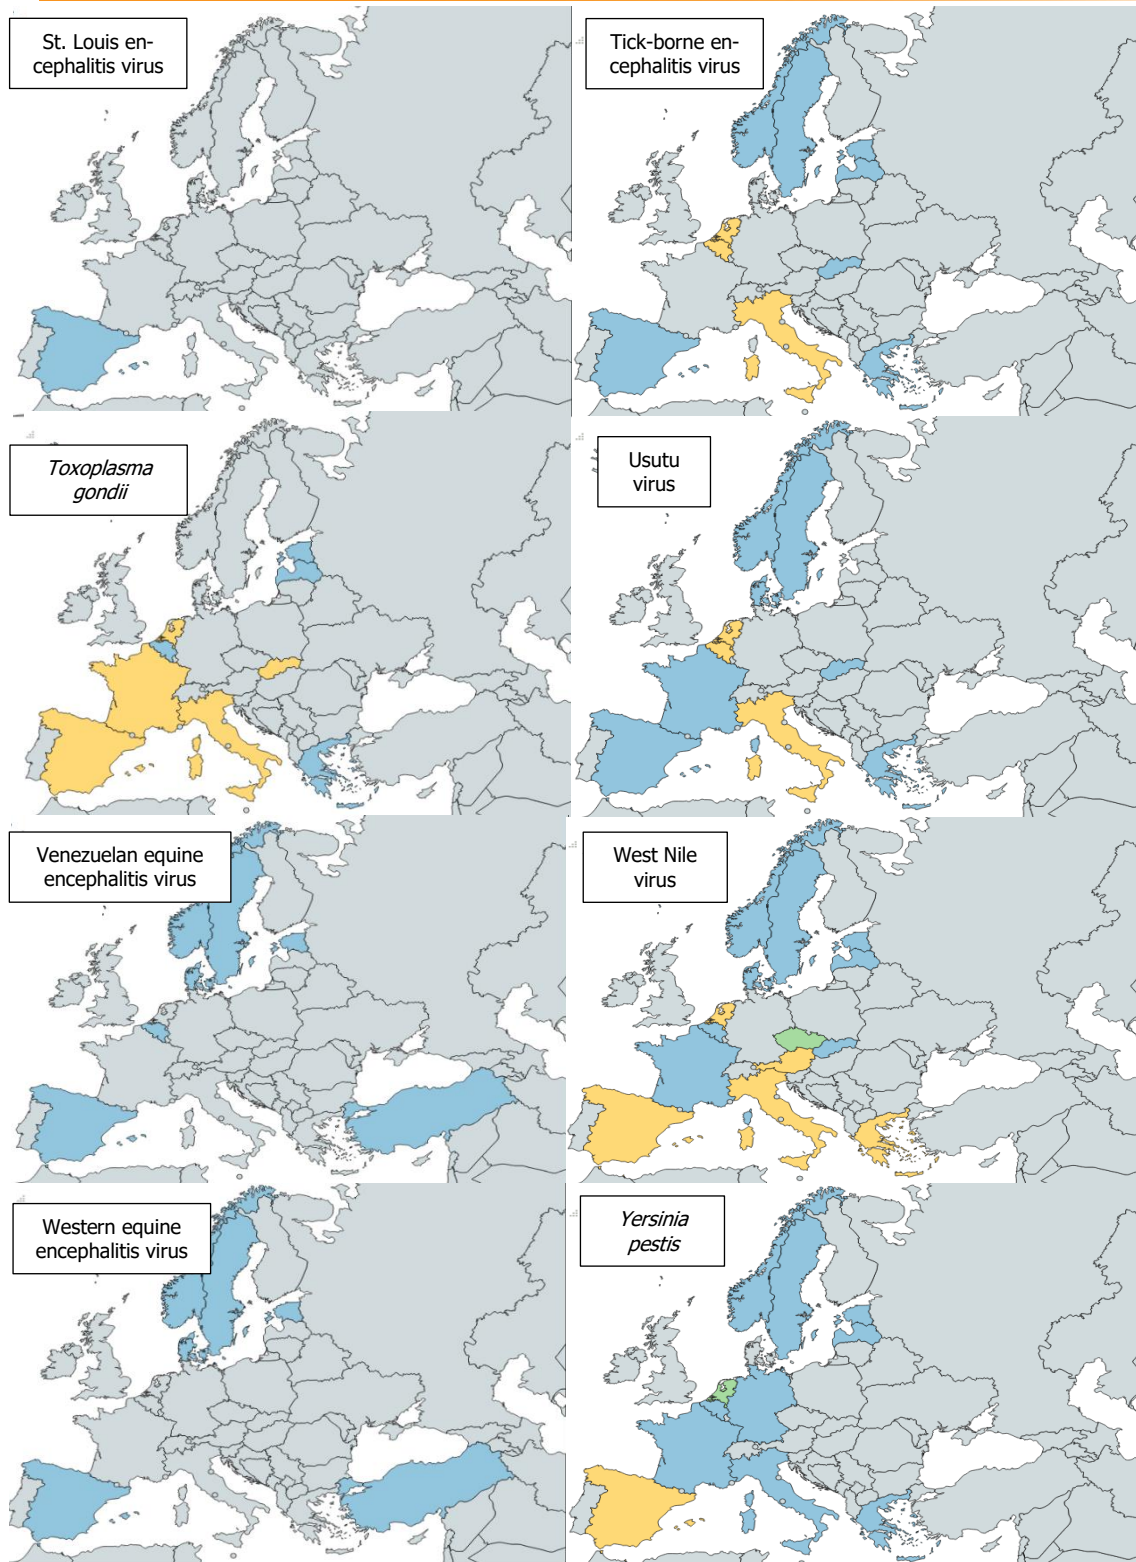 St. Louis en-
cephalitis virus
Tick-borne en-
cephalitis virus
Toxoplasma
gondii
Usutu
virus
Venezuelan equine
encephalitis virus
West Nile
virus
Western equine
encephalitis virus
Yersinia
pestis